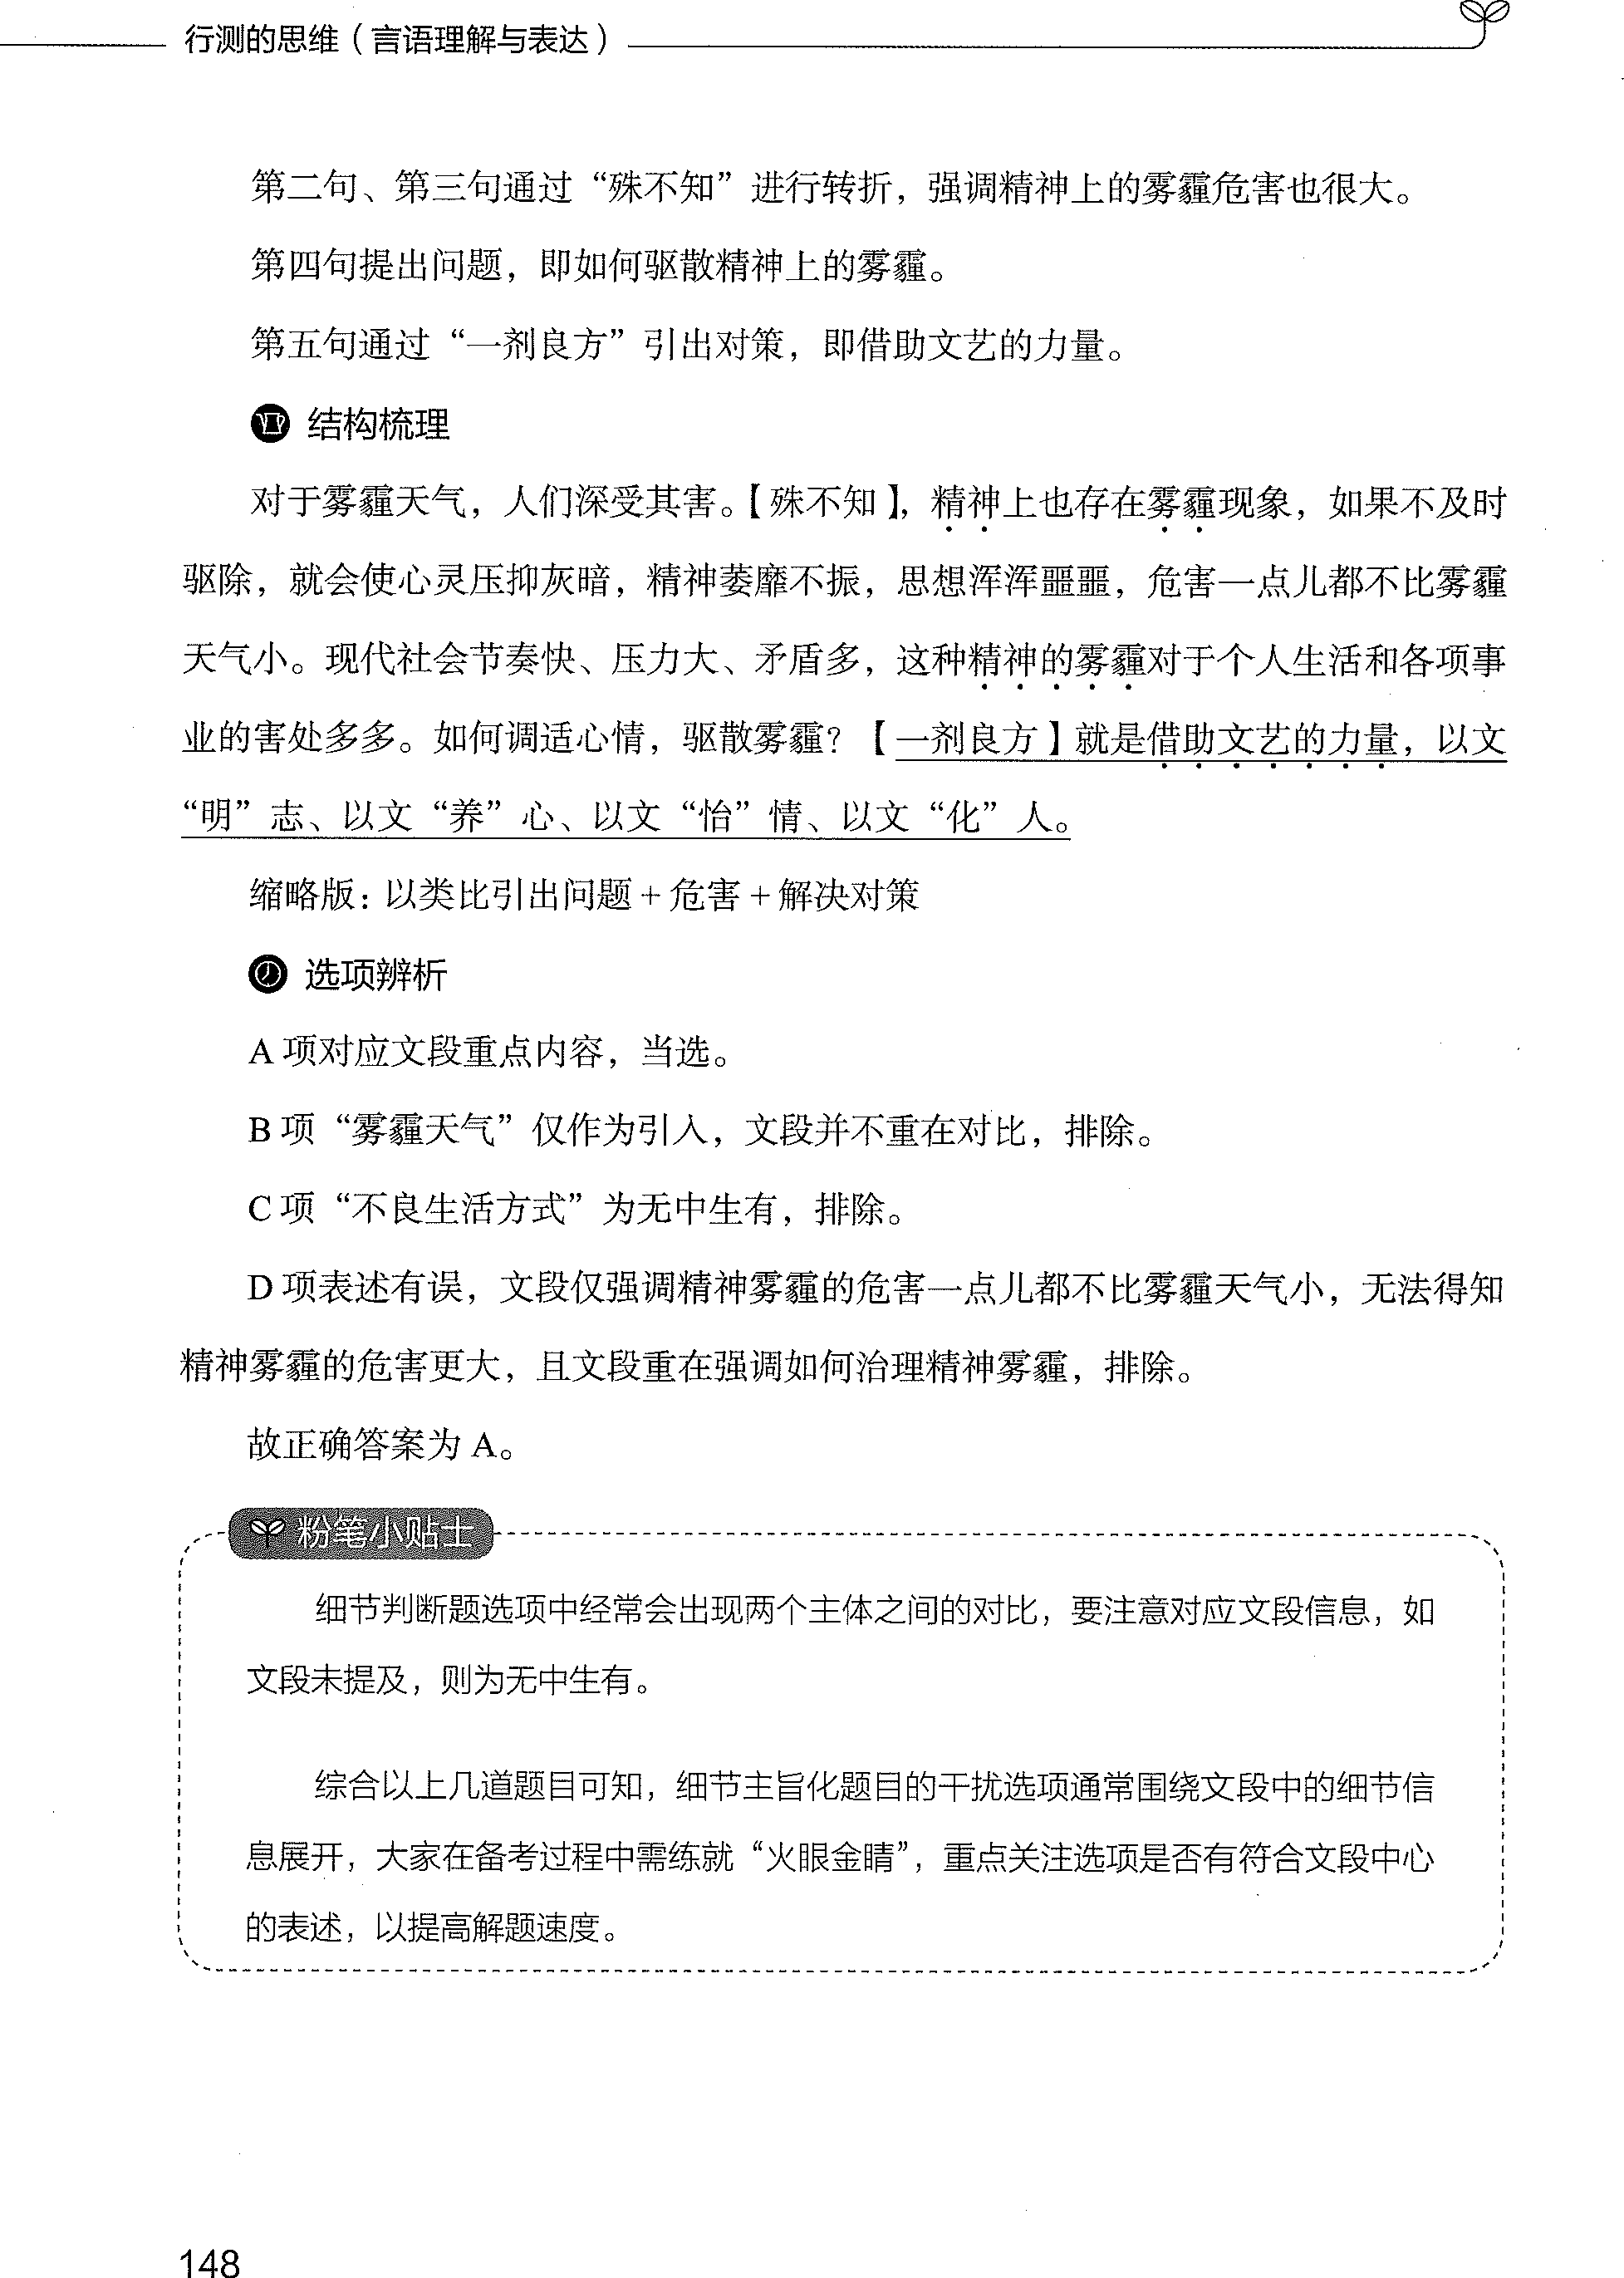 行测的思维（言语理解与表达）
第二句、第三句通过“殊不知”进行转折，强调精神上的雾霾危害也很大。
第四句提出问题，即如何驱散精神上的雾霾。
第五句通过“一剂良方”引出对策，即借助文艺的力量。
结构梳理
对于雾霾天气，人们深受其害。【殊不知】，精神上也存在雾霾现象，如果不及时
驱除，就会使心灵压抑灰暗，精神萎靡不振，思想浑浑噩噩，危害一点儿都不比雾霾
天气小。现代社会节奏快、压力大、矛盾多，这种精神的雾霾对于个人生活和各项事
业的害处多多。如何调适心情，驱散雾霾？【一剂良方】就是借助文艺的力量，以文
“明”志、以文“养”心、以文“怡”情、以文“化”人。
缩略版：以类比引出问题＋危害＋解决对策
选项辨析
A 项对应文段重点内容，当选。
B 项“雾霾天气”仅作为引入，文段并不重在对比，排除。
C 项“不良生活方式”为无中生有，排除。
D 项表述有误，文段仅强调精神雾霾的危害一点儿都不比雾霾天气小，无法得知
精神雾霾的危害更大，且文段重在强调如何治理精神雾霾，排除。
故正确答案为 A。
粉笔小贴士
细节判断题选项中经常会出现两个主体之间的对比，要注意对应文段信息，如
文段未提及，则为无中生有。
综合以上几道题目可知，细节主旨化题目的干扰选项通常围绕文段中的细节信
息展开，大家在备考过程中需练就“火眼金睛”，重点关注选项是否有符合文段中心
的表述，以提高解题速度。
148